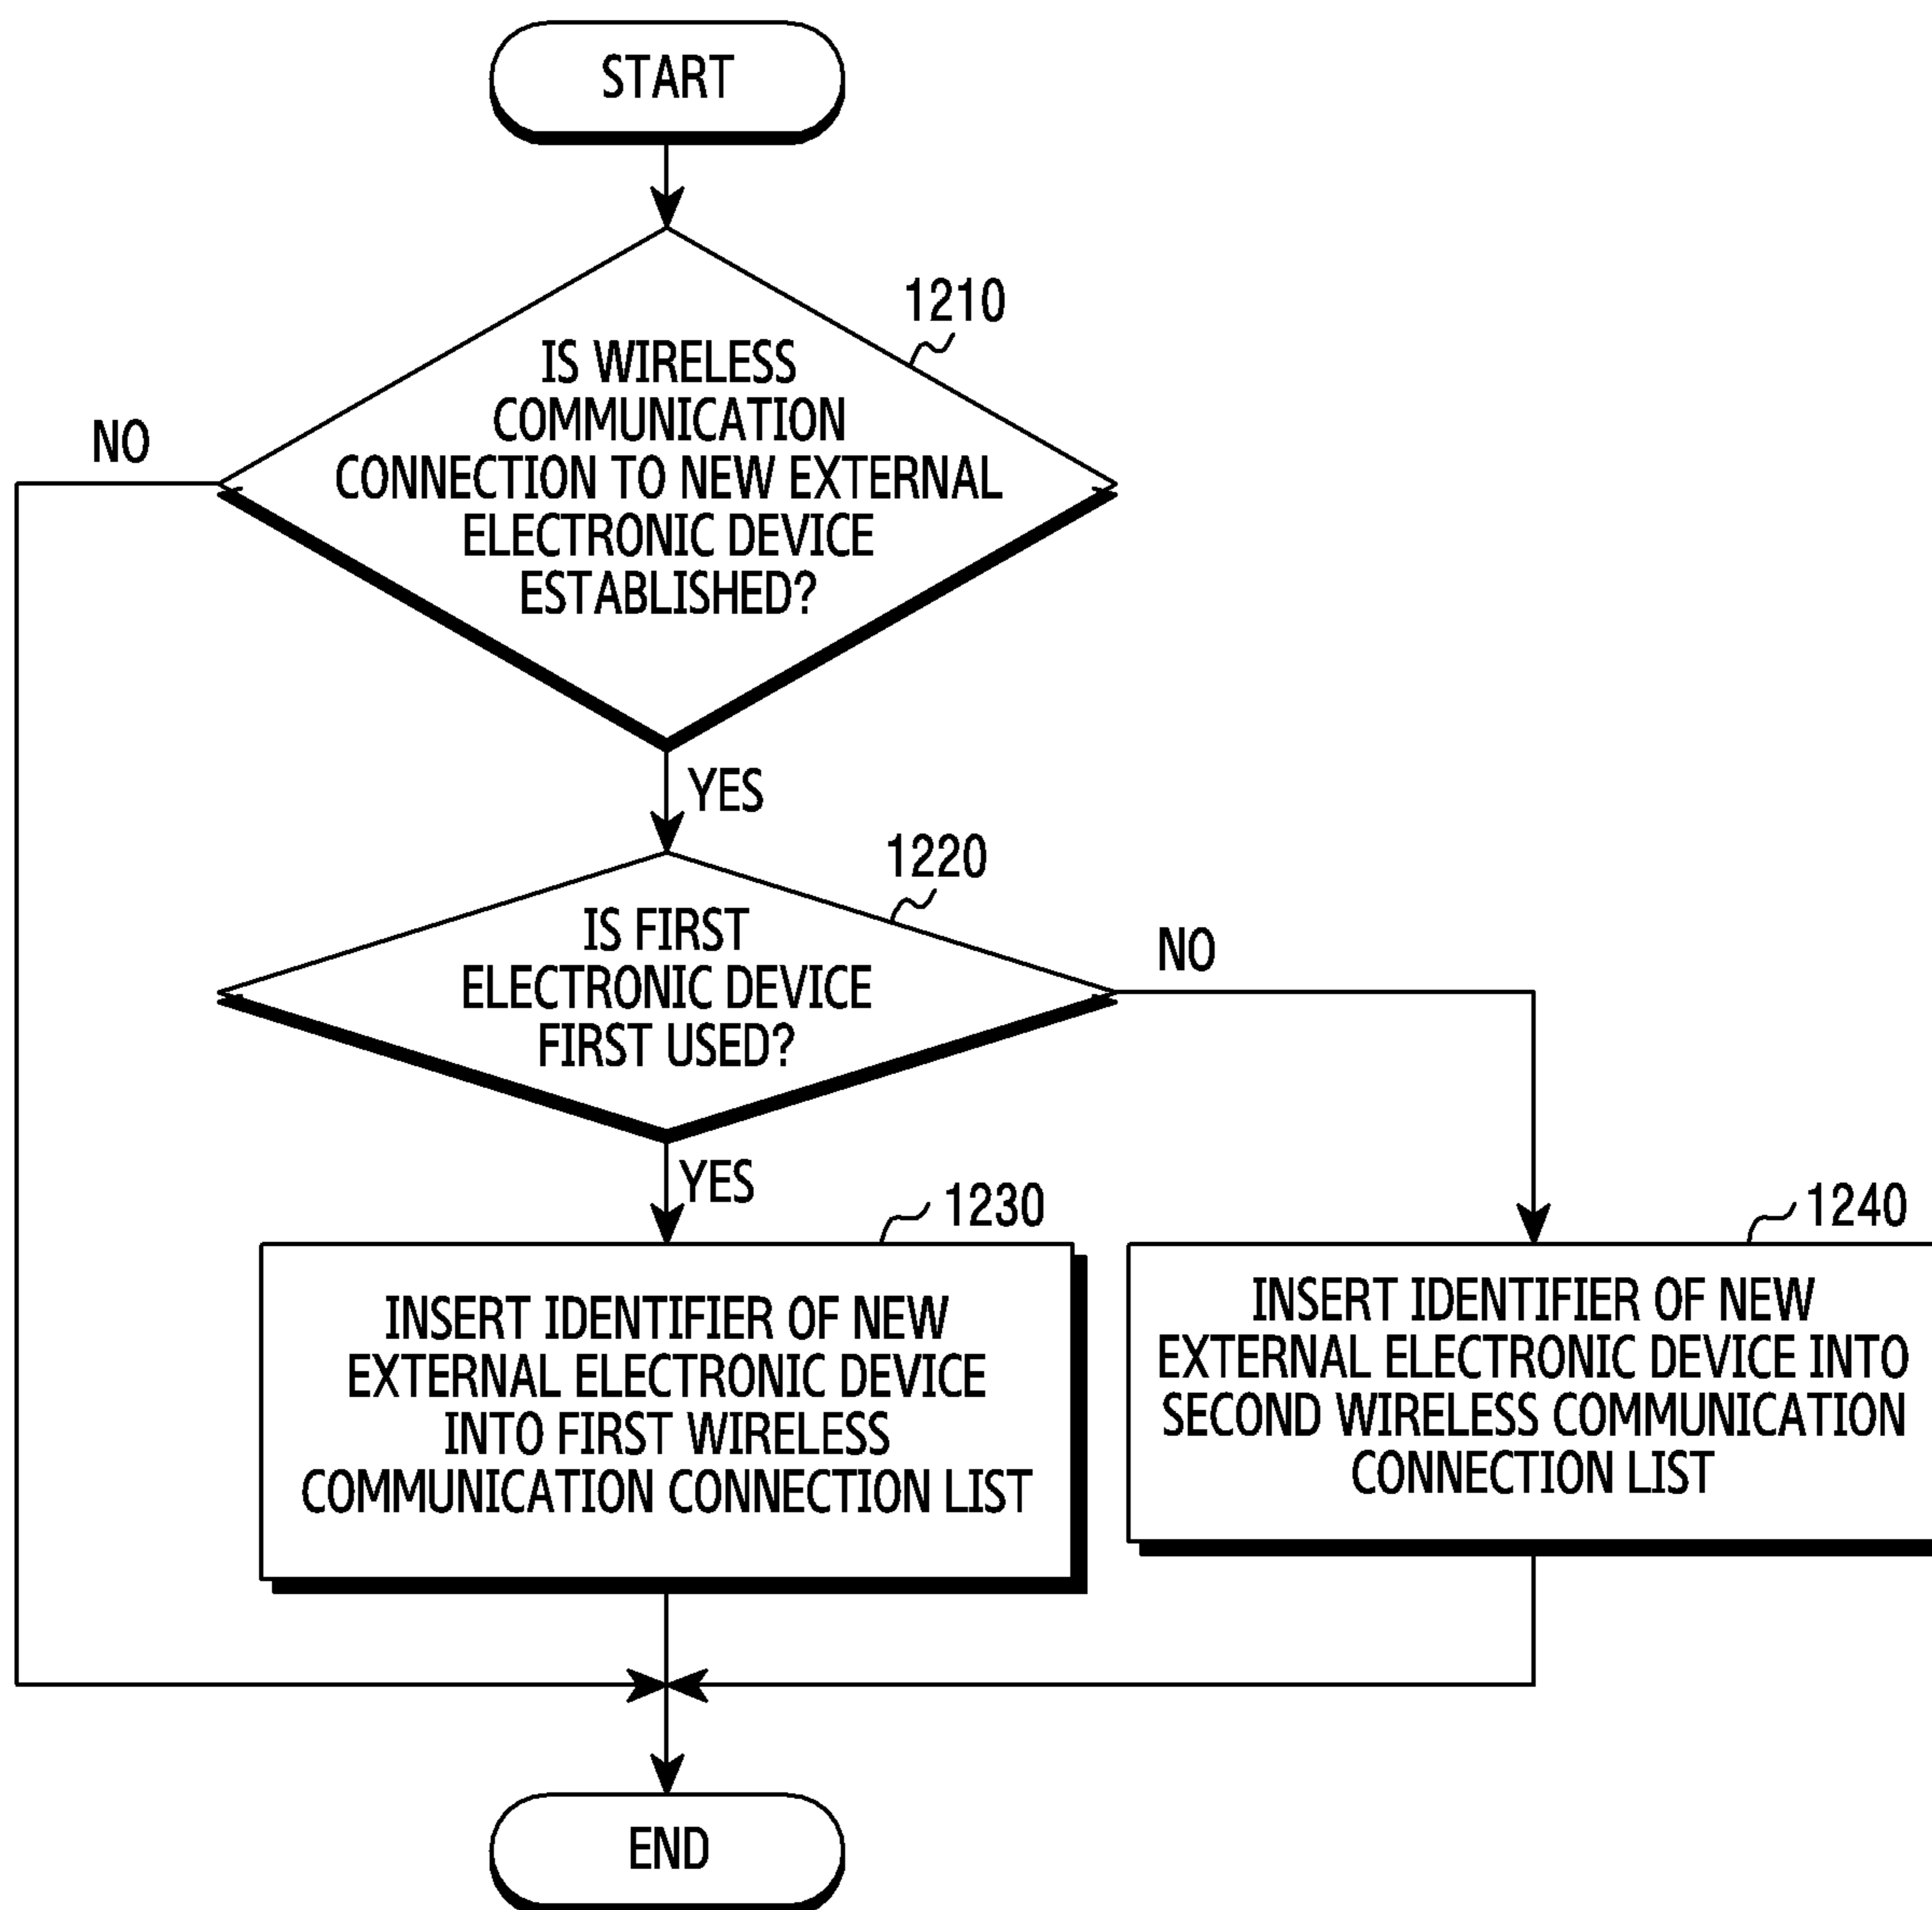 START
1210
IS WIRELESS
COMMUNICATION
CONNECTION TO NEW EXTERNAL
ELECTRONIC DEVICE
ESTABLISHED?
NO
YES
1220
IS FIRST
ELECTRONIC DEVICE
FIRST USED?
NO
YES
1230
INSERT IDENTIFIER OF NEW
EXTERNAL ELECTRONIC DEVICE
INTO FIRST WIRELESS
COMMUNICATION CONNECTION LIST
1240
INSERT IDENTIFIER OF NEW
EXTERNAL ELECTRONIC DEVICE INTO
SECOND WIRELESS COMMUNICATION
CONNECTION LIST
END